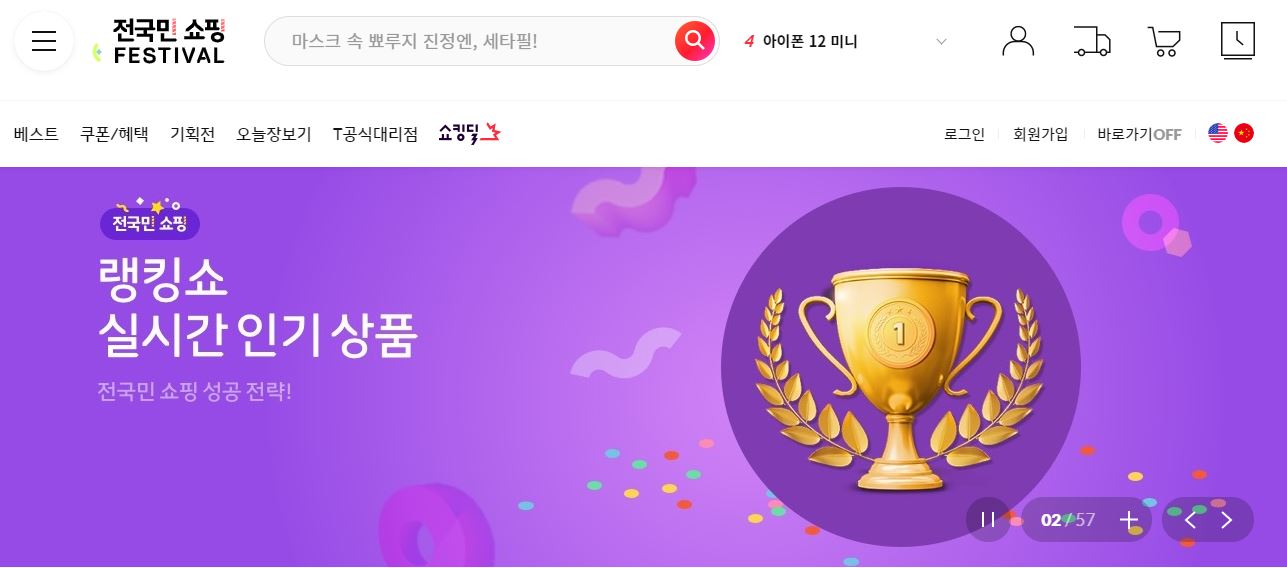 전국민 쇼핑
FESTIVAL
마스크 속 뾰루지 진정엔, 세타필!
4 아이폰 12 미니
베스트 쿠폰/혜택 기획전 오늘장보기 T공식대리점 쇼킹딜
로그인 회원가입 바로가기OFF
전국민 쇼핑
랭킹쇼
실시간 인기 상품
전국민 쇼핑 성공 전략!
1
02 / 57